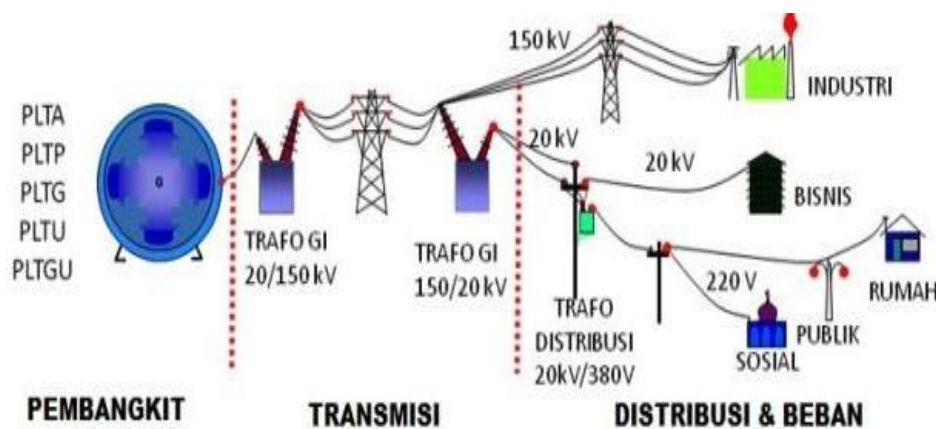 PLTA
PLTP
PLTG
PLTU
PLTGU
0
TRAFO GI
20/150 kV
TRAFO GI
150/20 kV
150 kV
INDUSTRI
20 kV
20 kV
BISNIS
TRAFO
DISTRIBUSI
20kV/380V
220 V
RUMAH
PUBLIK
SOSIAL
PEMBANGKIT
TRANSMISI
DISTRIBUSI & BEBAN